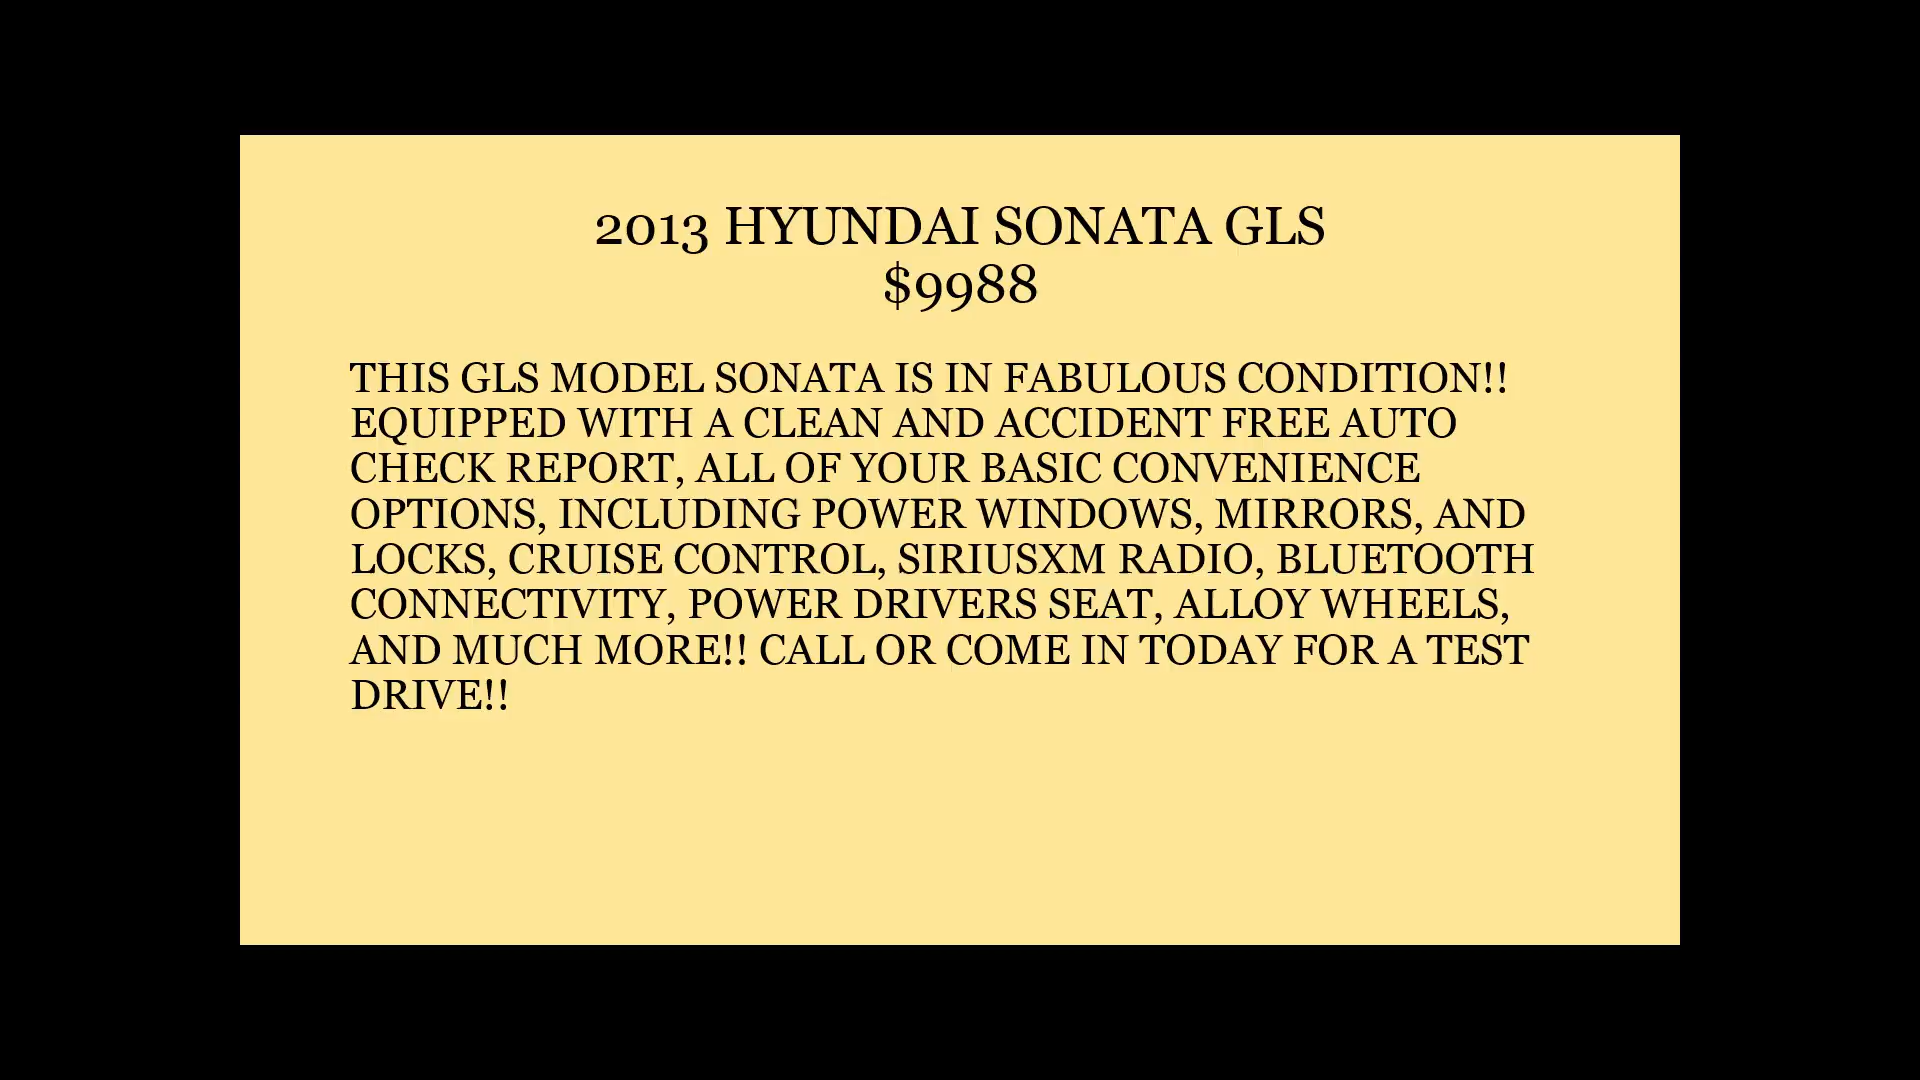 2013 HYUNDAI SONATA GLS
$9988
THIS GLS MODEL SONATA IS IN FABULOUS CONDITION!!
EQUIPPED WITH A CLEAN AND ACCIDENT FREE AUTO
CHECK REPORT, ALL OF YOUR BASIC CONVENIENCE
OPTIONS, INCLUDING POWER WINDOWS, MIRRORS, AND
LOCKS, CRUISE CONTROL, SIRIUSXM RADIO, BLUETOOTH
CONNECTIVITY, POWER DRIVERS SEAT, ALLOY WHEELS,
AND MUCH MORE!! CALL OR COME IN TODAY FOR A TEST
DRIVE!!